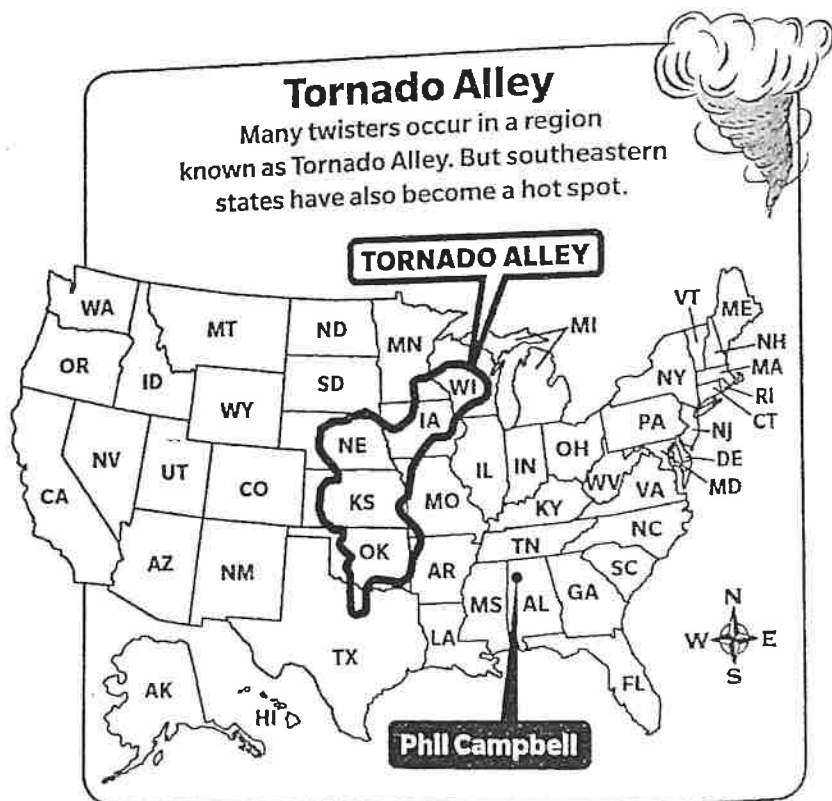 Tornado Alley
Many twisters occur in a region
known as Tornado Alley. But southeastern
states have also become a hot spot.
TORNADO ALLEY
WA
MT
ND
MN
MI
VT
ME
OR
ID
SD
WI
NY
NH
MA
WY
IA
RI
CT
NV
UT
CO
NE
IL
IN
OH
PA
NJ
DE
MD
CA
KS
MO
WV
VA
KY
AZ
NM
OK
AR
TN
NC
SC
MS
AL
GA
TX
LA
FL
N
W
E
S
AK
HI
Phil Campbell